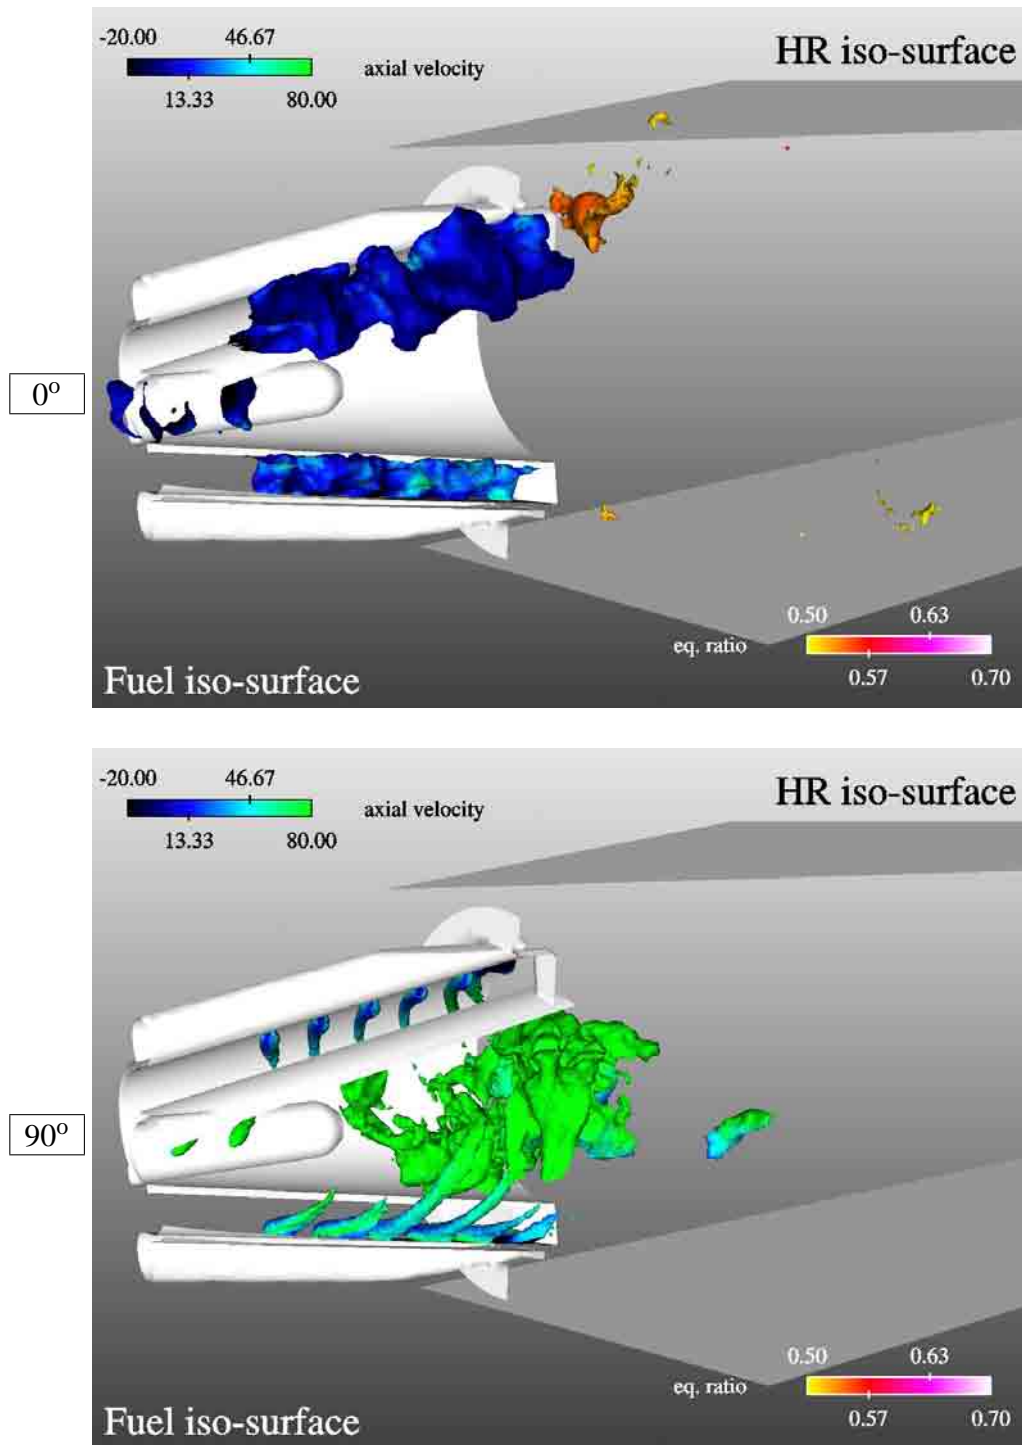 -20.00 46.67
axial velocity
13.33 80.00
HR iso-surface
0º
0.50 0.63
eq. ratio
0.57 0.70
Fuel iso-surface
-20.00 46.67
axial velocity
13.33 80.00
HR iso-surface
90º
0.50 0.63
eq. ratio
0.57 0.70
Fuel iso-surface